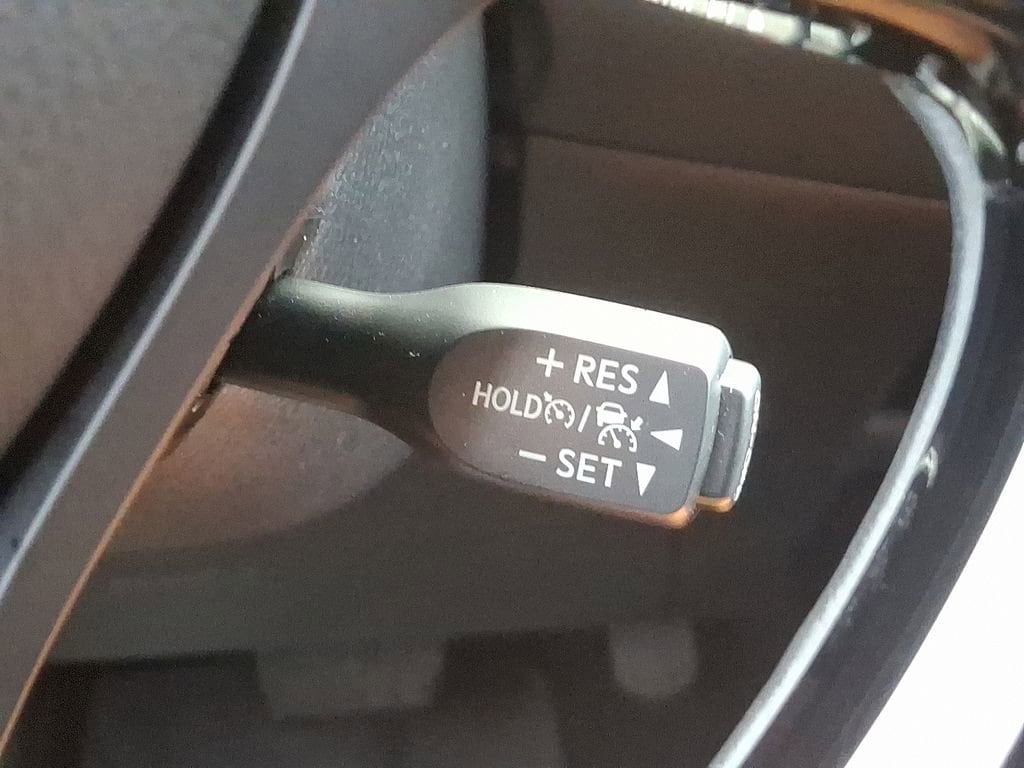 + RES ▲
HOLD / ◀
− SET ▼